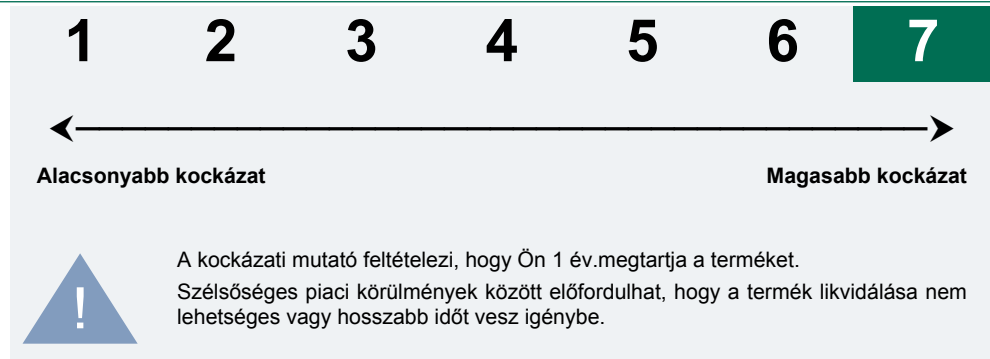 1 2 3 4 5 6 7
Alacsonyabb kockázat Magasabb kockázat
A kockázati mutató feltételezi, hogy Ön 1 év.megtartja a terméket.
Szélsőséges piaci körülmények között előfordulhat, hogy a termék likvidálása nem
lehetséges vagy hosszabb időt vesz igénybe.
!